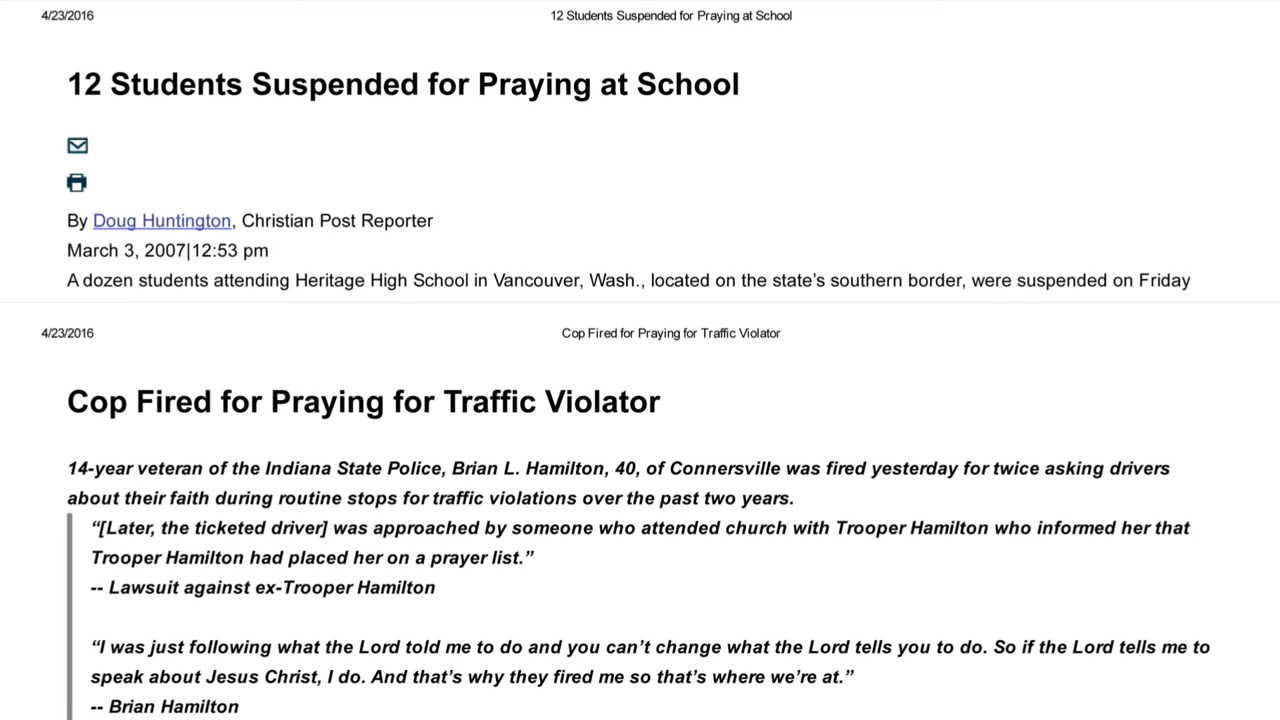 4/23/2016 12 Students Suspended for Praying at School
12 Students Suspended for Praying at School
By Doug Huntington, Christian Post Reporter
March 3, 2007|12:53 pm
A dozen students attending Heritage High School in Vancouver, Wash., located on the state’s southern border, were suspended on Friday
4/23/2016 Cop Fired for Praying for Traffic Violator
Cop Fired for Praying for Traffic Violator
14-year veteran of the Indiana State Police, Brian L. Hamilton, 40, of Connersville was fired yesterday for twice asking drivers
about their faith during routine stops for traffic violations over the past two years.
“[Later, the ticketed driver] was approached by someone who attended church with Trooper Hamilton who informed her that
Trooper Hamilton had placed her on a prayer list.”
-- Lawsuit against ex-Trooper Hamilton
“I was just following what the Lord told me to do and you can’t change what the Lord tells you to do. So if the Lord tells me to
speak about Jesus Christ, I do. And that’s why they fired me so that’s where we’re at.”
-- Brian Hamilton